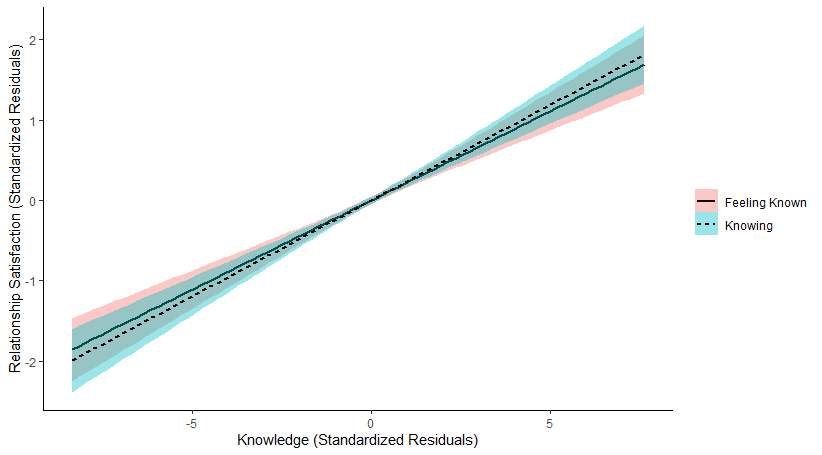 Relationship Satisfaction (Standardized Residuals)
2
1
0
-1
-2
-5
0
5
Knowledge (Standardized Residuals)
Feeling Known
Knowing